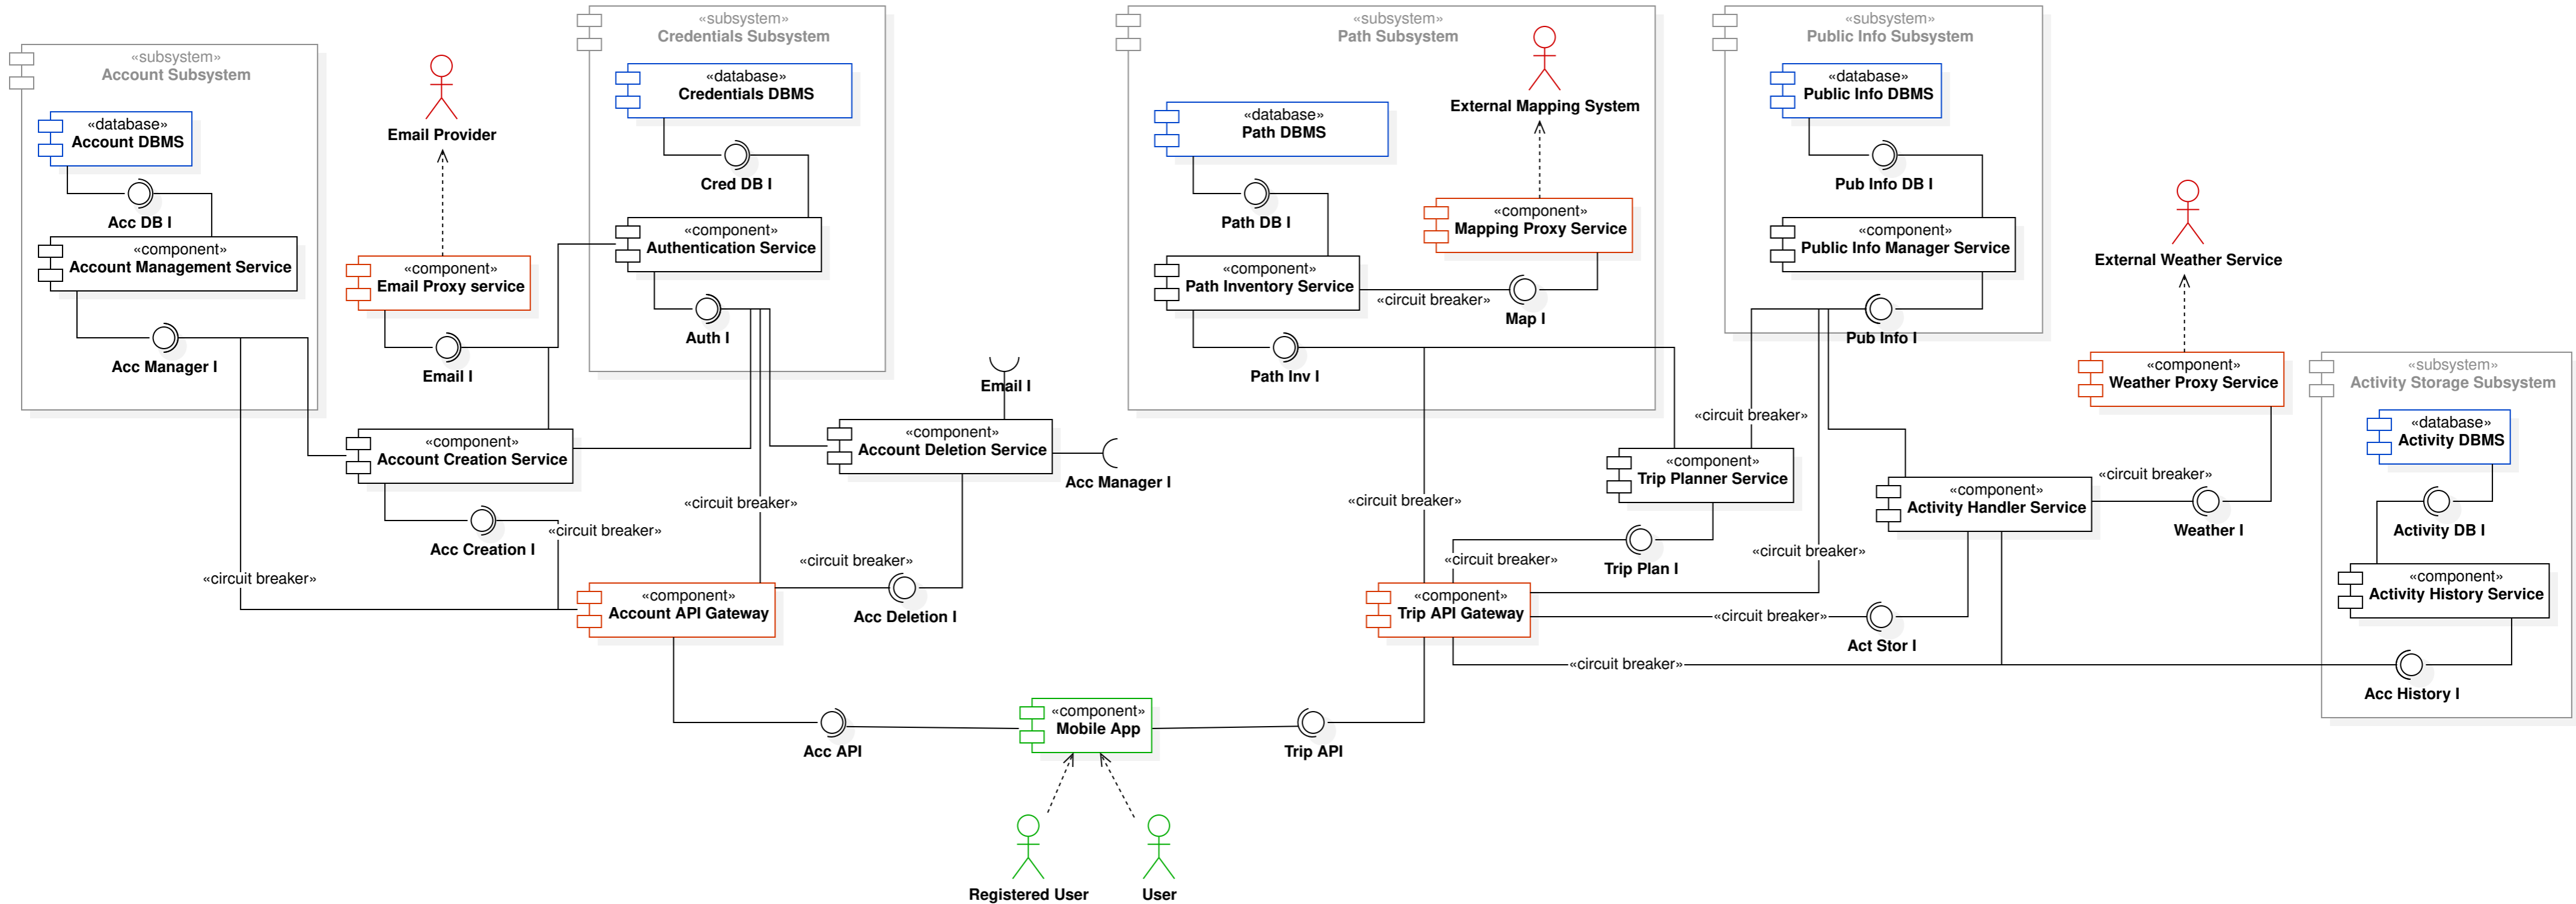 «subsystem»
Account Subsystem
«database»
Account DBMS
Acc DB I
«component»
Account Management Service
Acc Manager I
Email Provider
«component»
Email Proxy service
Email I
«subsystem»
Credentials Subsystem
«database»
Credentials DBMS
Cred DB I
«component»
Authentication Service
Auth I
«component»
Account Creation Service
Acc Creation I
«circuit breaker»
«circuit breaker»
«circuit breaker»
Email I
«component»
Account Deletion Service
Acc Manager I
«circuit breaker»
Acc Deletion I
«component»
Account API Gateway
Acc API
«component»
Mobile App
Trip API
Registered User
User
«subsystem»
Path Subsystem
External Mapping System
«database»
Path DBMS
Path DB I
«component»
Mapping Proxy Service
«component»
Path Inventory Service
«circuit breaker»
Map I
Path Inv I
«subsystem»
Public Info Subsystem
«database»
Public Info DBMS
Pub Info DB I
«component»
Public Info Manager Service
Pub Info I
«circuit breaker»
«component»
Trip Planner Service
«circuit breaker»
«circuit breaker»
Trip Plan I
«circuit breaker»
«component»
Trip API Gateway
«circuit breaker»
Act Stor I
«circuit breaker»
External Weather Service
«component»
Weather Proxy Service
«component»
Activity Handler Service
«circuit breaker»
Weather I
«subsystem»
Activity Storage Subsystem
«database»
Activity DBMS
Activity DB I
«component»
Activity History Service
Acc History I